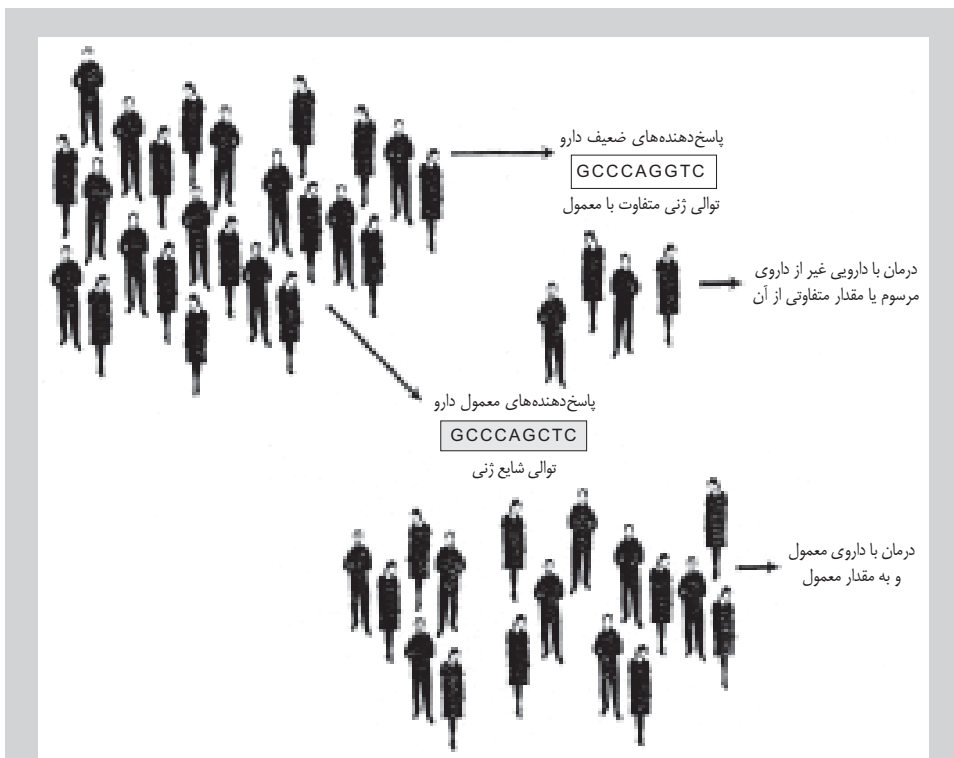 پاسخ‌دهنده‌های ضعیف دارو
GCCCAGGTC
توالی ژنی متفاوت با معمول
درمان با دارویی غیر از داروی
مرسوم یا مقدار متفاوتی از آن
پاسخ‌دهنده‌های معمول دارو
GCCCAGCTC
توالی شایع ژنی
درمان با داروی معمول
و به مقدار معمول